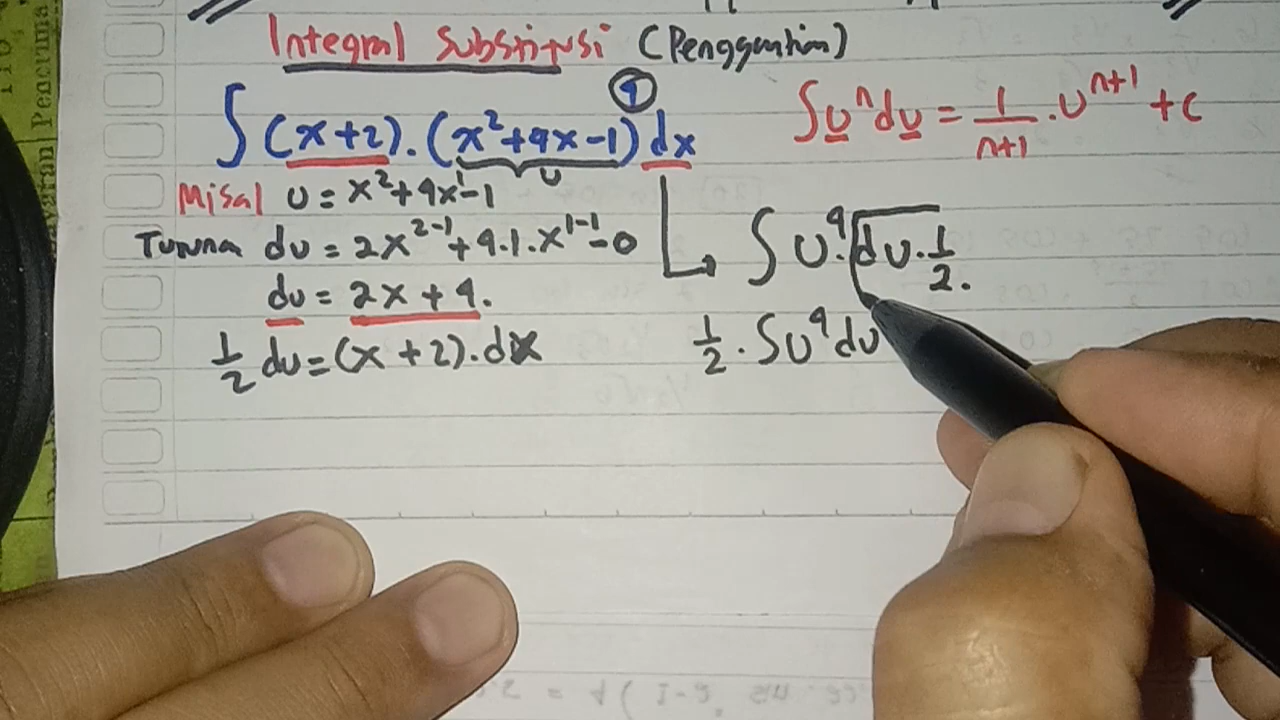 Integral Substitusi (Penggantian)
∫ (x+2). (x²+4x-1)⁴ dx
∫uⁿdu = 1/(n+1) . uⁿ⁺¹ + c
u
Misal u = x²+4x¹-1
Turunan du = 2x²⁻¹+4.1.x¹⁻¹-0
∫ u⁴. du. 1/2.
du = 2x + 4.
1/2 du = (x+2).dx
1/2 . ∫u⁴du